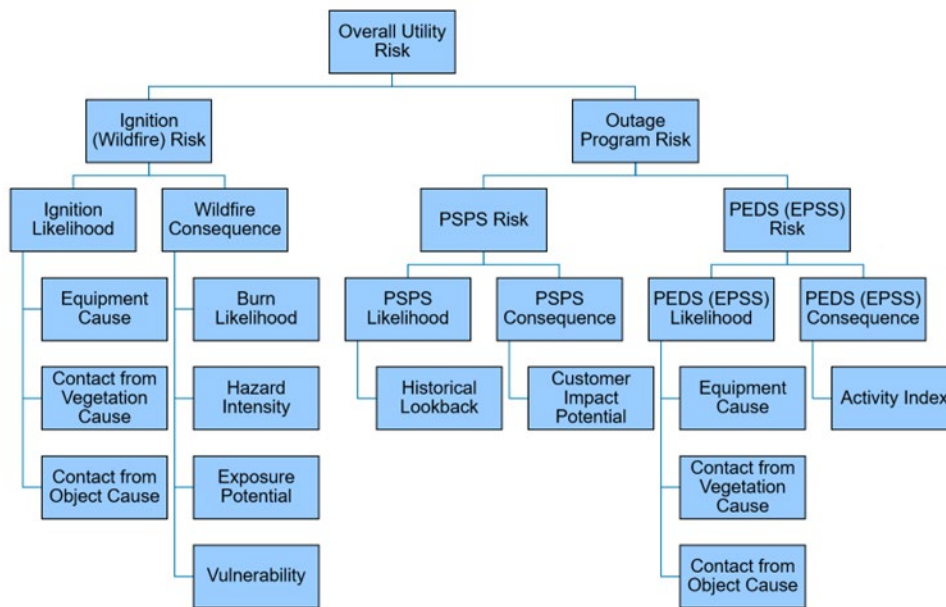 Overall Utility
Risk
Ignition
(Wildfire) Risk
Outage
Program Risk
Ignition
Likelihood
Wildfire
Consequence
PSPS Risk
PEDS (EPSS)
Risk
Equipment
Cause
Contact from
Vegetation
Cause
Contact from
Object Cause
Burn
Likelihood
Hazard
Intensity
Exposure
Potential
Vulnerability
PSPS
Likelihood
PSPS
Consequence
PEDS (EPSS)
Likelihood
PEDS (EPSS)
Consequence
Historical
Lookback
Customer
Impact
Potential
Equipment
Cause
Contact from
Vegetation
Cause
Contact from
Object Cause
Activity Index